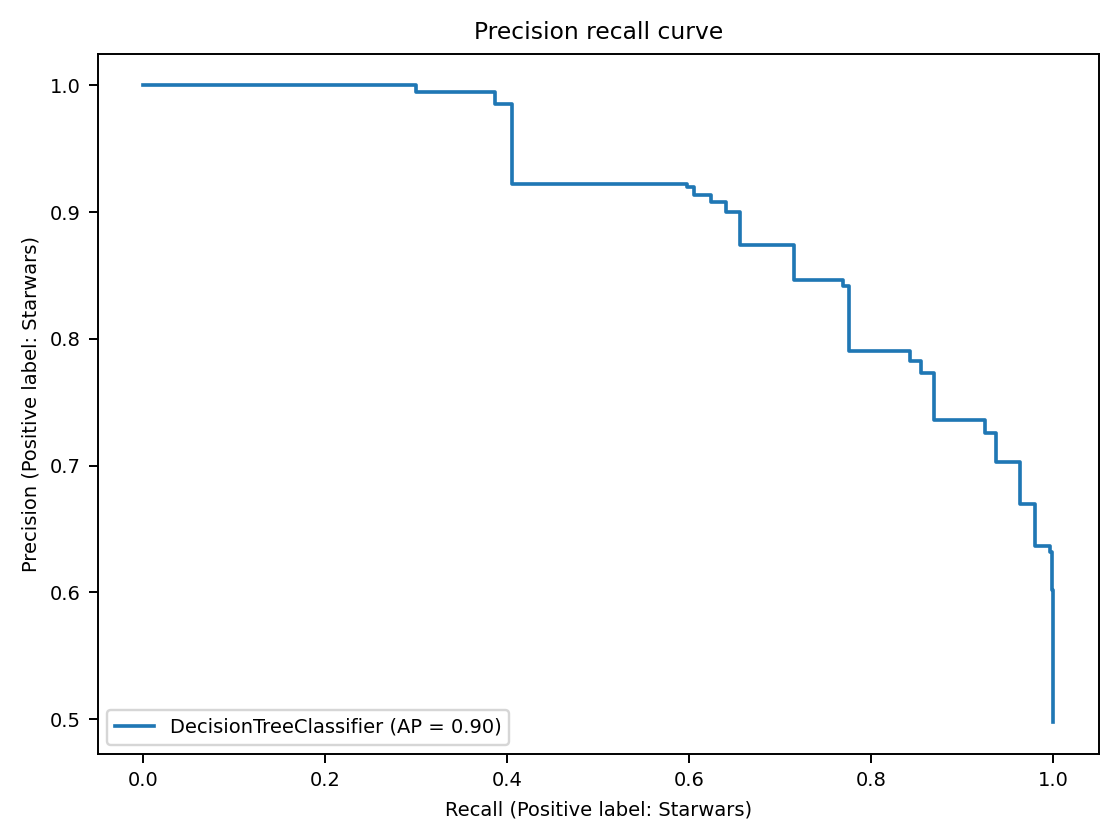 Precision recall curve
Precision (Positive label: Starwars)
1.0
0.9
0.8
0.7
0.6
0.5
DecisionTreeClassifier (AP = 0.90)
0.0 0.2 0.4 0.6 0.8 1.0
Recall (Positive label: Starwars)